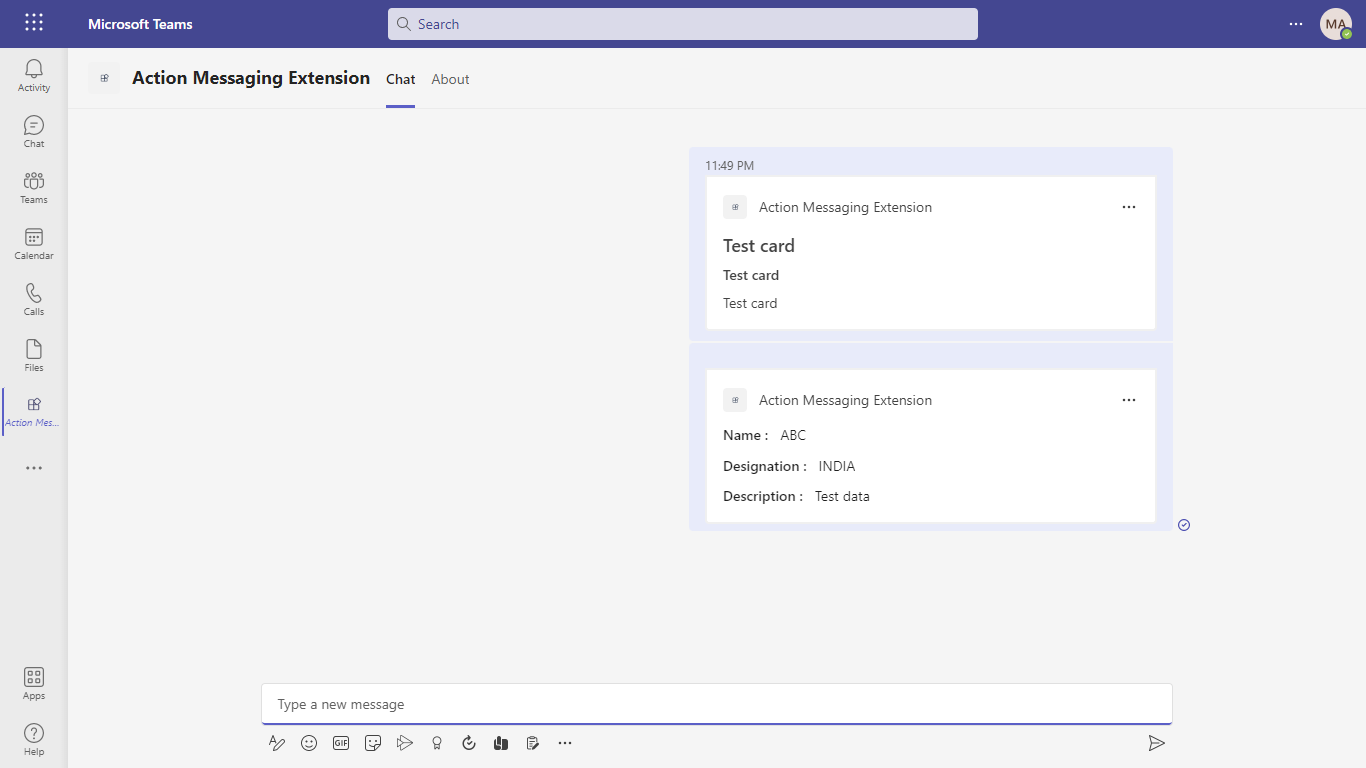 Microsoft Teams
Search
MA
Activity
Chat
Teams
Calendar
Calls
Files
Action Mes...
Apps
Help
Action Messaging Extension Chat About
11:49 PM
Action Messaging Extension
Test card
Test card
Test card
Action Messaging Extension
Name : ABC
Designation : INDIA
Description : Test data
Type a new message
GIF